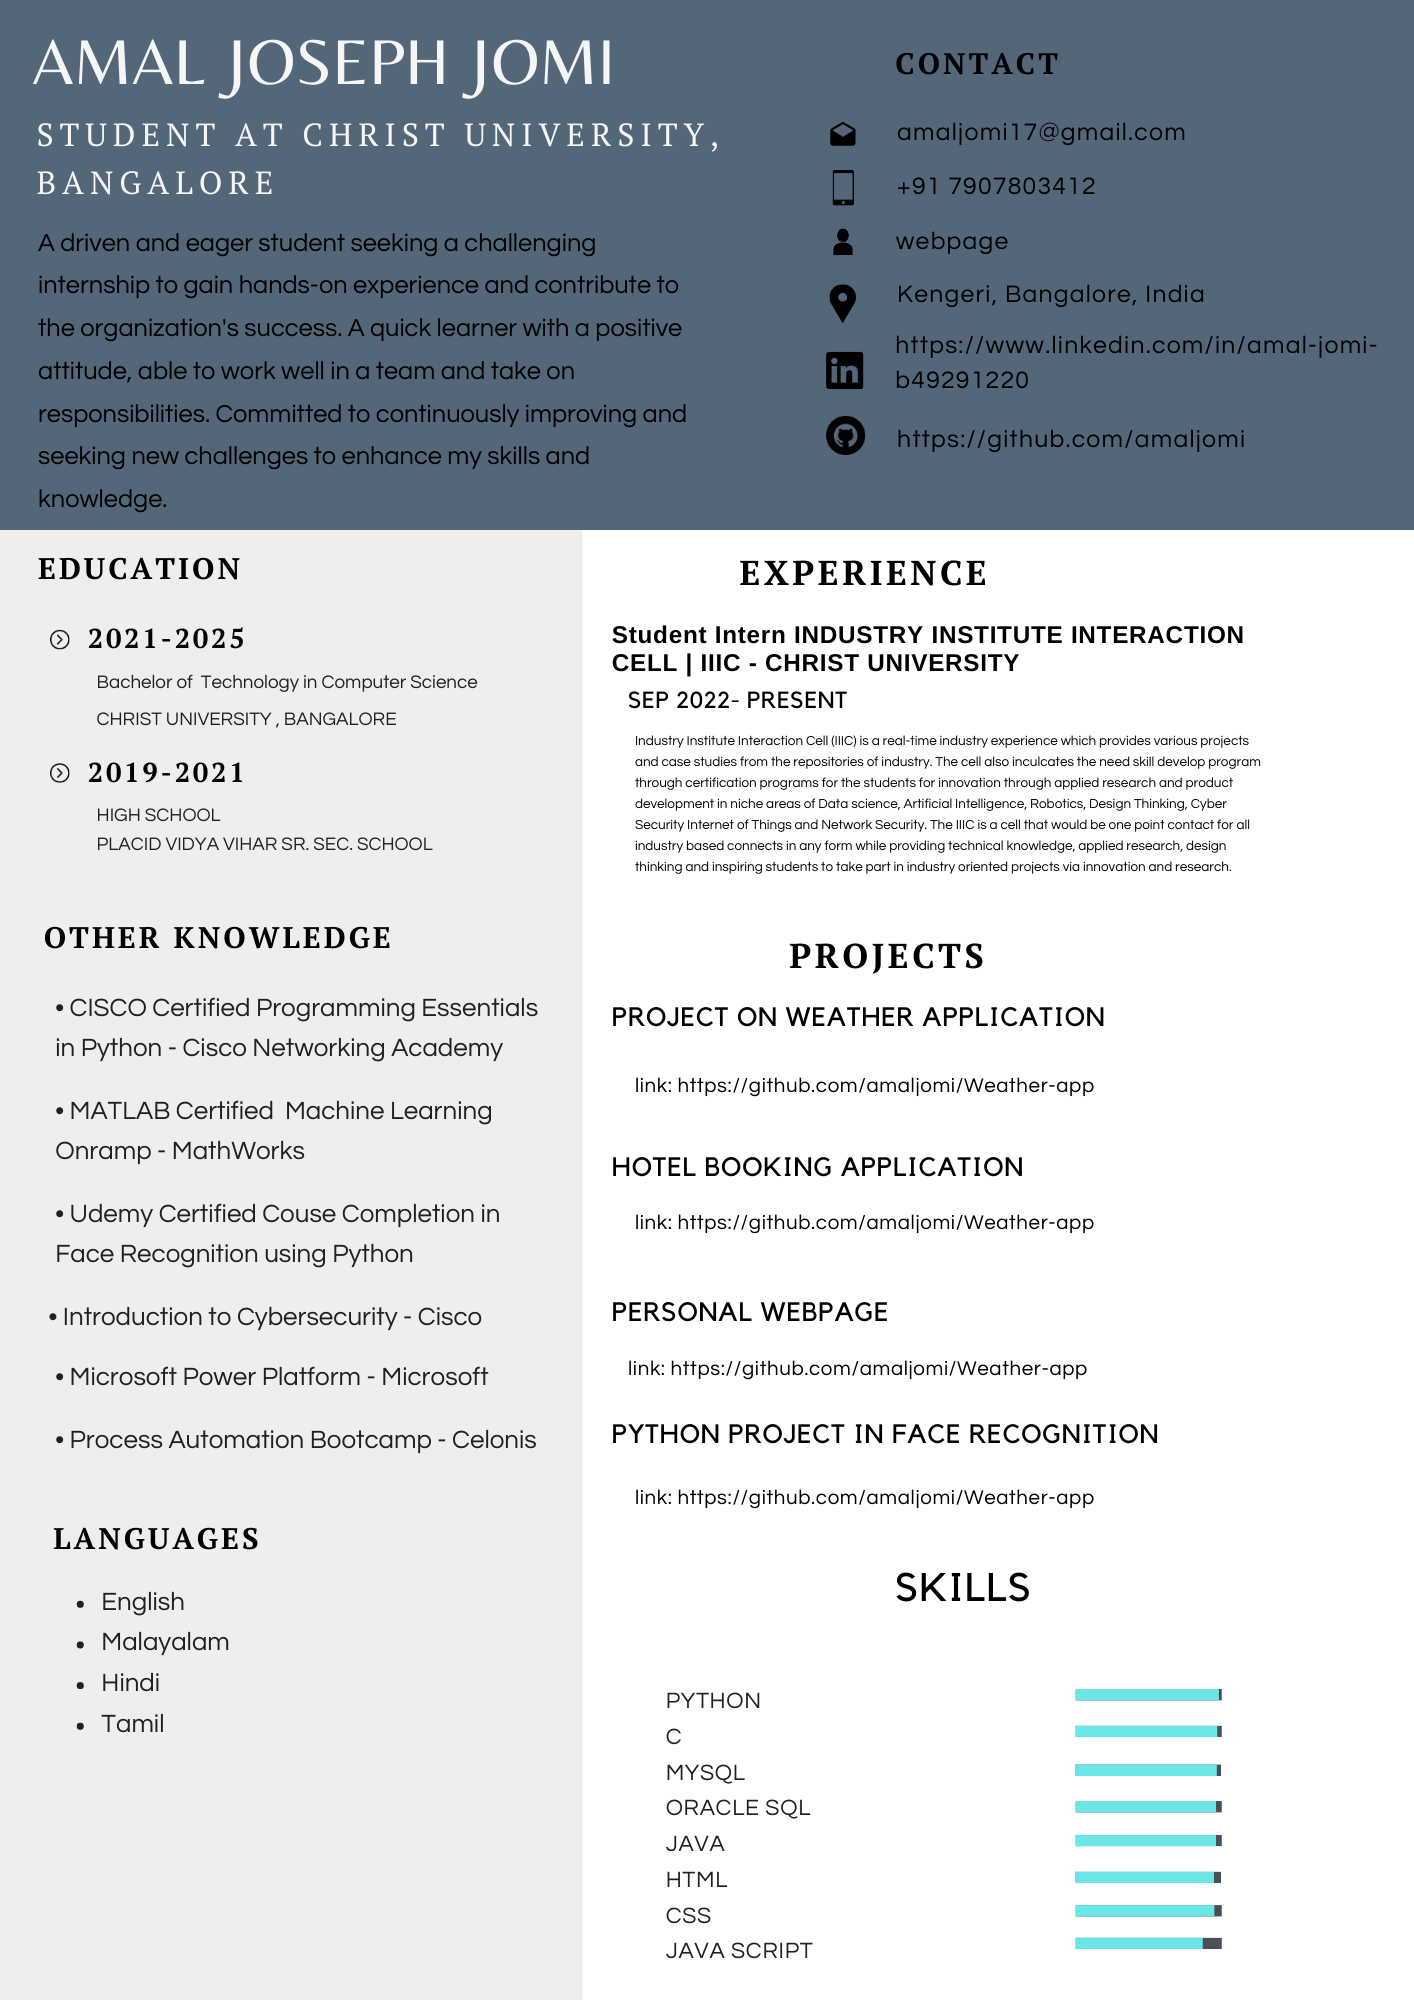 AMAL JOSEPH JOMI
STUDENT AT CHRIST UNIVERSITY,
BANGALORE
A driven and eager student seeking a challenging
internship to gain hands-on experience and contribute to
the organization's success. A quick learner with a positive
attitude, able to work well in a team and take on
responsibilities. Committed to continuously improving and
seeking new challenges to enhance my skills and
knowledge.
CONTACT
amaljomi17@gmail.com
+91 7907803412
webpage
Kengeri, Bangalore, India
https://www.linkedin.com/in/amal-jomi-
b49291220
https://github.com/amaljomi
EDUCATION
2021-2025
Bachelor of  Technology in Computer Science
CHRIST UNIVERSITY , BANGALORE
2019-2021
HIGH SCHOOL
PLACID VIDYA VIHAR SR. SEC. SCHOOL
OTHER KNOWLEDGE
• CISCO Certified Programming Essentials
in Python - Cisco Networking Academy
• MATLAB Certified  Machine Learning
Onramp - MathWorks
• Udemy Certified Couse Completion in
Face Recognition using Python
• Introduction to Cybersecurity - Cisco
• Microsoft Power Platform - Microsoft
• Process Automation Bootcamp - Celonis
LANGUAGES
• English
• Malayalam
• Hindi
• Tamil
EXPERIENCE
Student Intern INDUSTRY INSTITUTE INTERACTION
CELL | IIIC - CHRIST UNIVERSITY
SEP 2022- PRESENT
Industry Institute Interaction Cell (IIIC) is a real-time industry experience which provides various projects
and case studies from the repositories of industry. The cell also inculcates the need skill develop program
through certification programs for the students for innovation through applied research and product
development in niche areas of Data science, Artificial Intelligence, Robotics, Design Thinking, Cyber
Security Internet of Things and Network Security. The IIIC is a cell that would be one point contact for all
industry based connects in any form while providing technical knowledge, applied research, design
thinking and inspiring students to take part in industry oriented projects via innovation and research.
PROJECTS
PROJECT ON WEATHER APPLICATION
link: https://github.com/amaljomi/Weather-app
HOTEL BOOKING APPLICATION
link: https://github.com/amaljomi/Weather-app
PERSONAL WEBPAGE
link: https://github.com/amaljomi/Weather-app
PYTHON PROJECT IN FACE RECOGNITION
link: https://github.com/amaljomi/Weather-app
SKILLS
PYTHON
C
MYSQL
ORACLE SQL
JAVA
HTML
CSS
JAVA SCRIPT